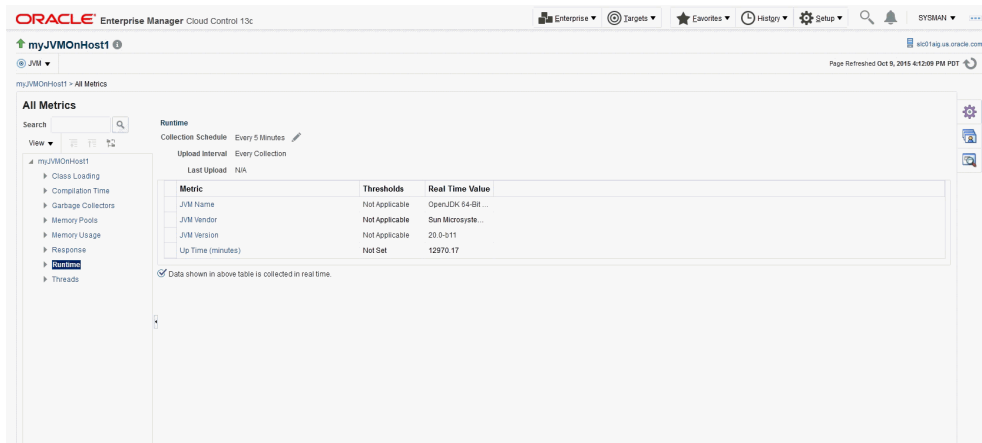 ORACLE Enterprise Manager Cloud Control 13c
Enterprise Targets Favorites History Setup SYSMAN
myJVMOnHost1
slc01aig.us.oracle.com
JVM
Page Refreshed Oct 9, 2015 4:12:09 PM PDT
myJVMOnHost1 > All Metrics
All Metrics
Search
View
myJVMOnHost1
Class Loading
Compilation Time
Garbage Collectors
Memory Pools
Memory Usage
Response
Runtime
Threads
Runtime
Collection Schedule Every 5 Minutes
Upload Interval Every Collection
Last Upload N/A
Metric Thresholds Real Time Value
JVM Name Not Applicable OpenJDK 64-Bit ...
JVM Vendor Not Applicable Sun Microsyste...
JVM Version Not Applicable 20.0-b11
Up Time (minutes) Not Set 12970.17
Data shown in above table is collected in real time.